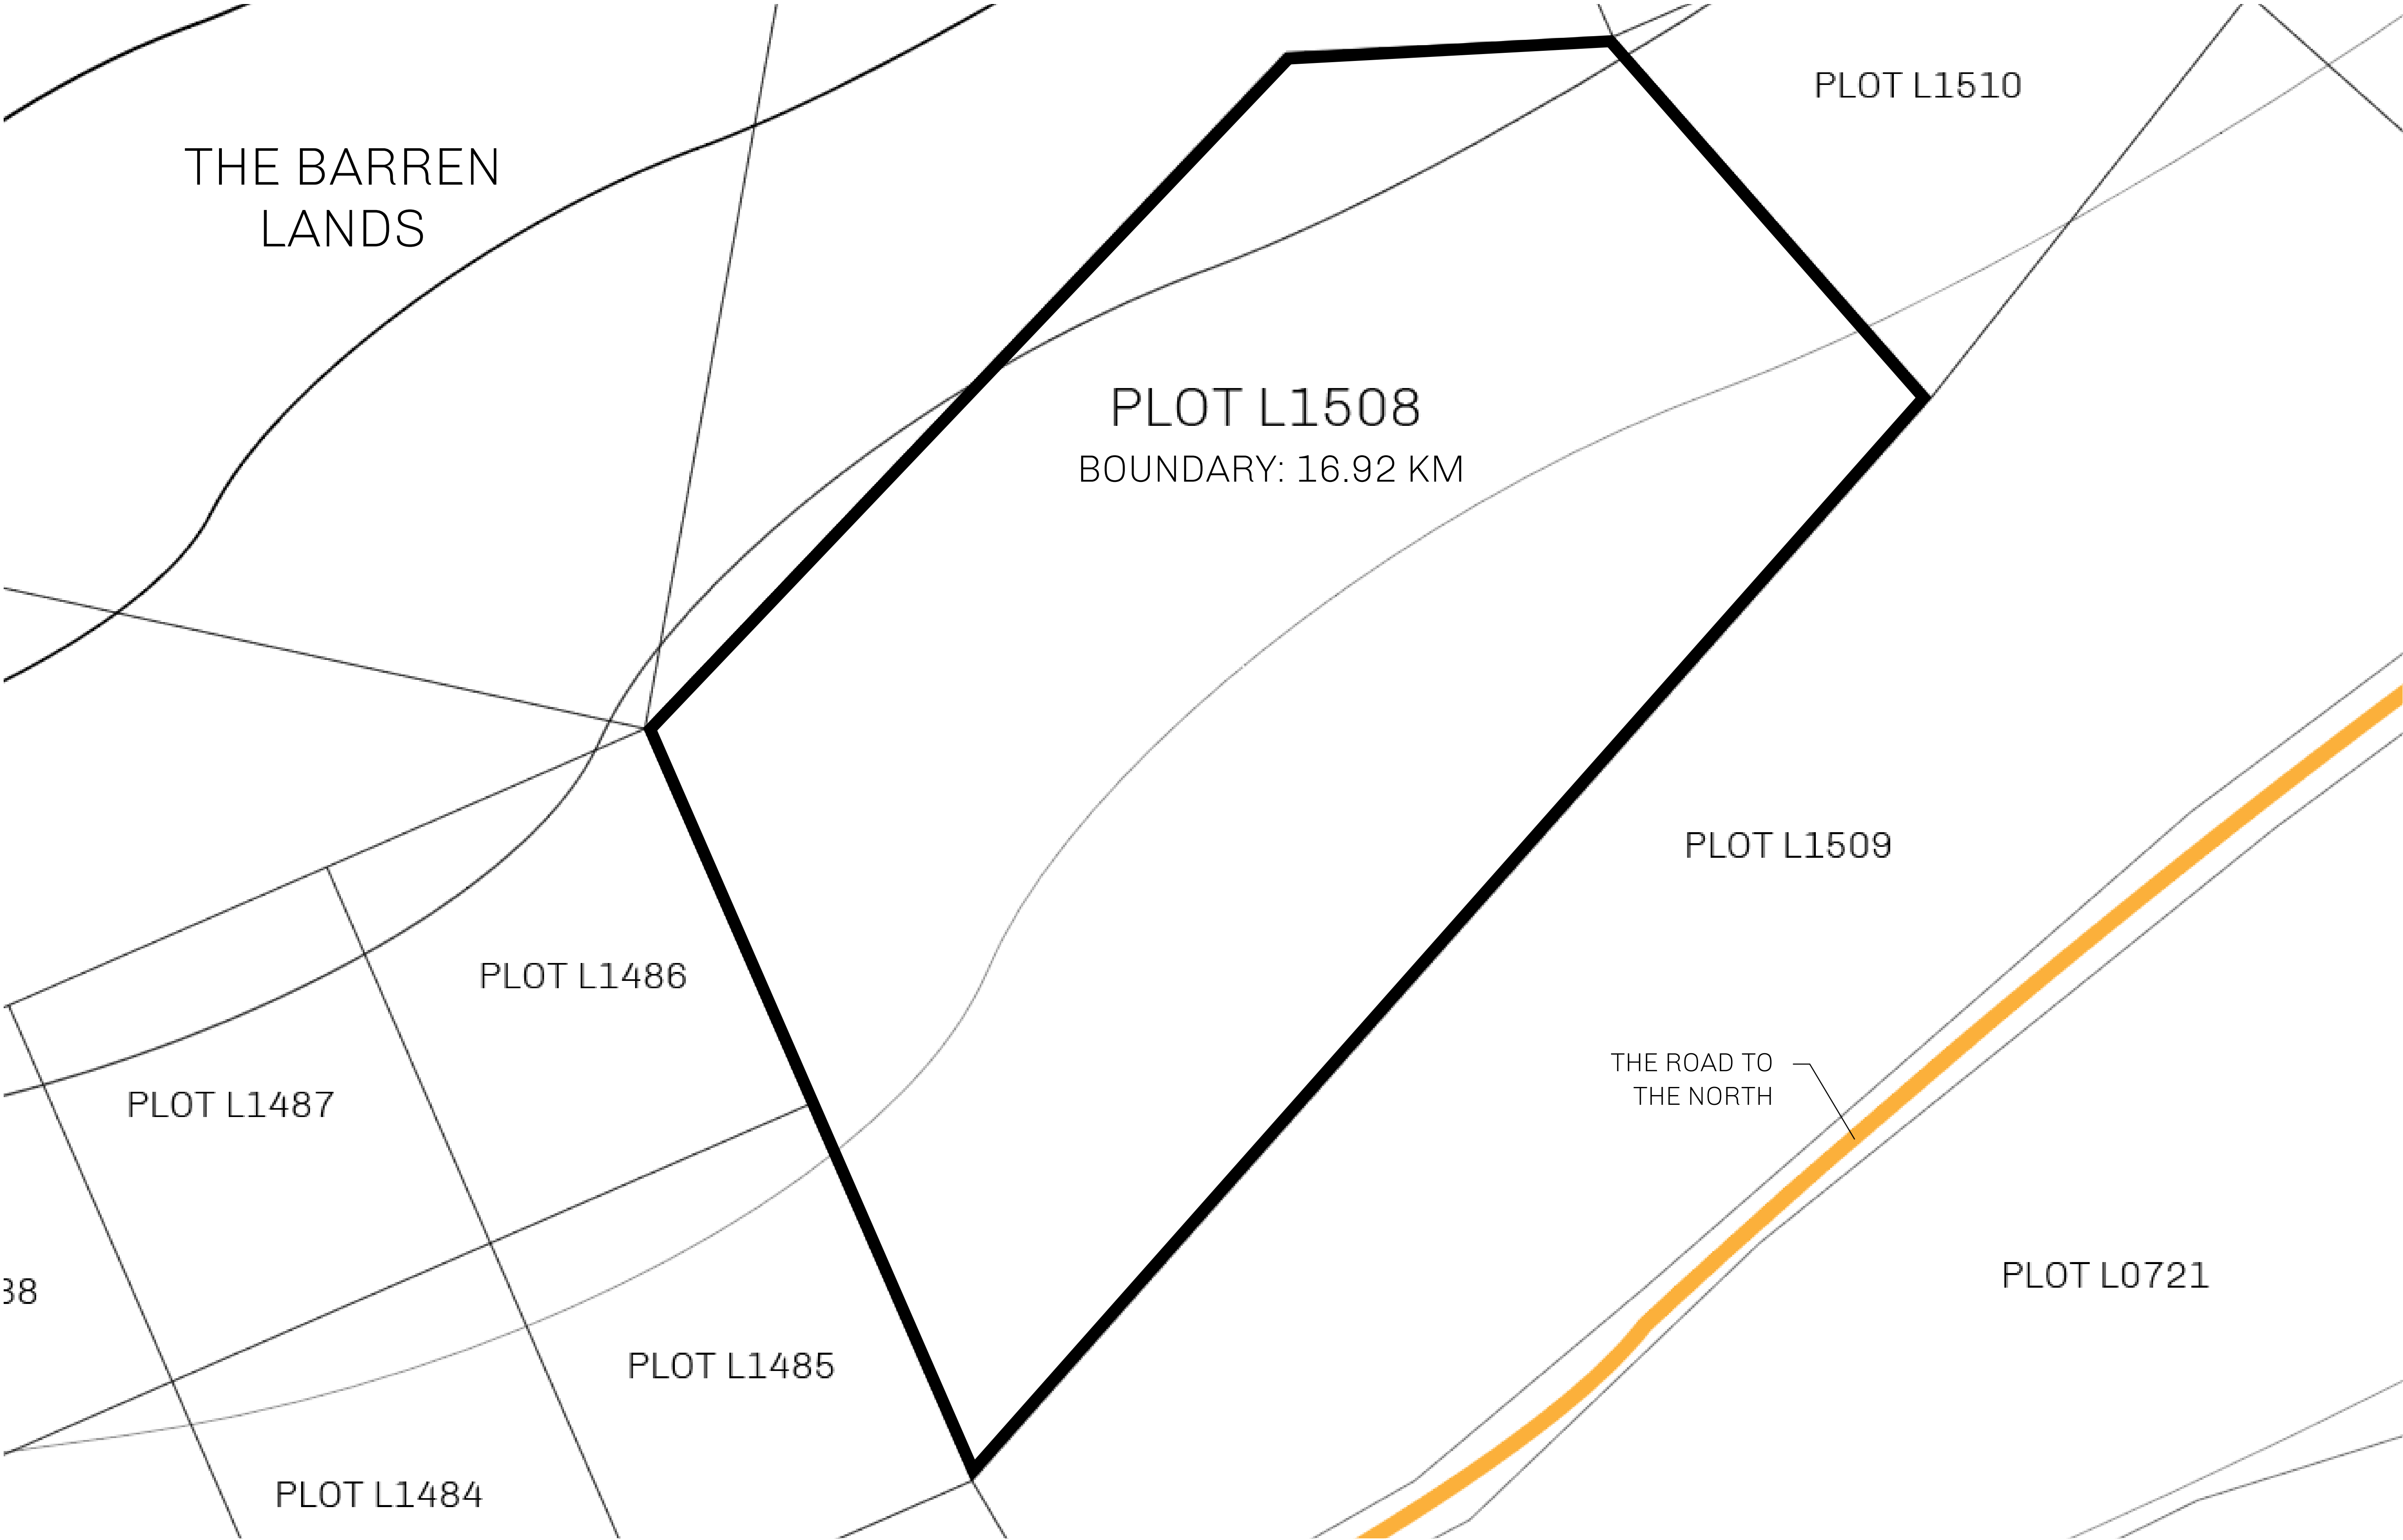 PLOT L1510
THE BARREN
LANDS
PLOT L1508
BOUNDARY: 16.92 KM
PLOT L1509
PLOT L1486
THE ROAD TO
THE NORTH
PLOT L1487
PLOT L0721
PLOT L1485
PLOT L1484